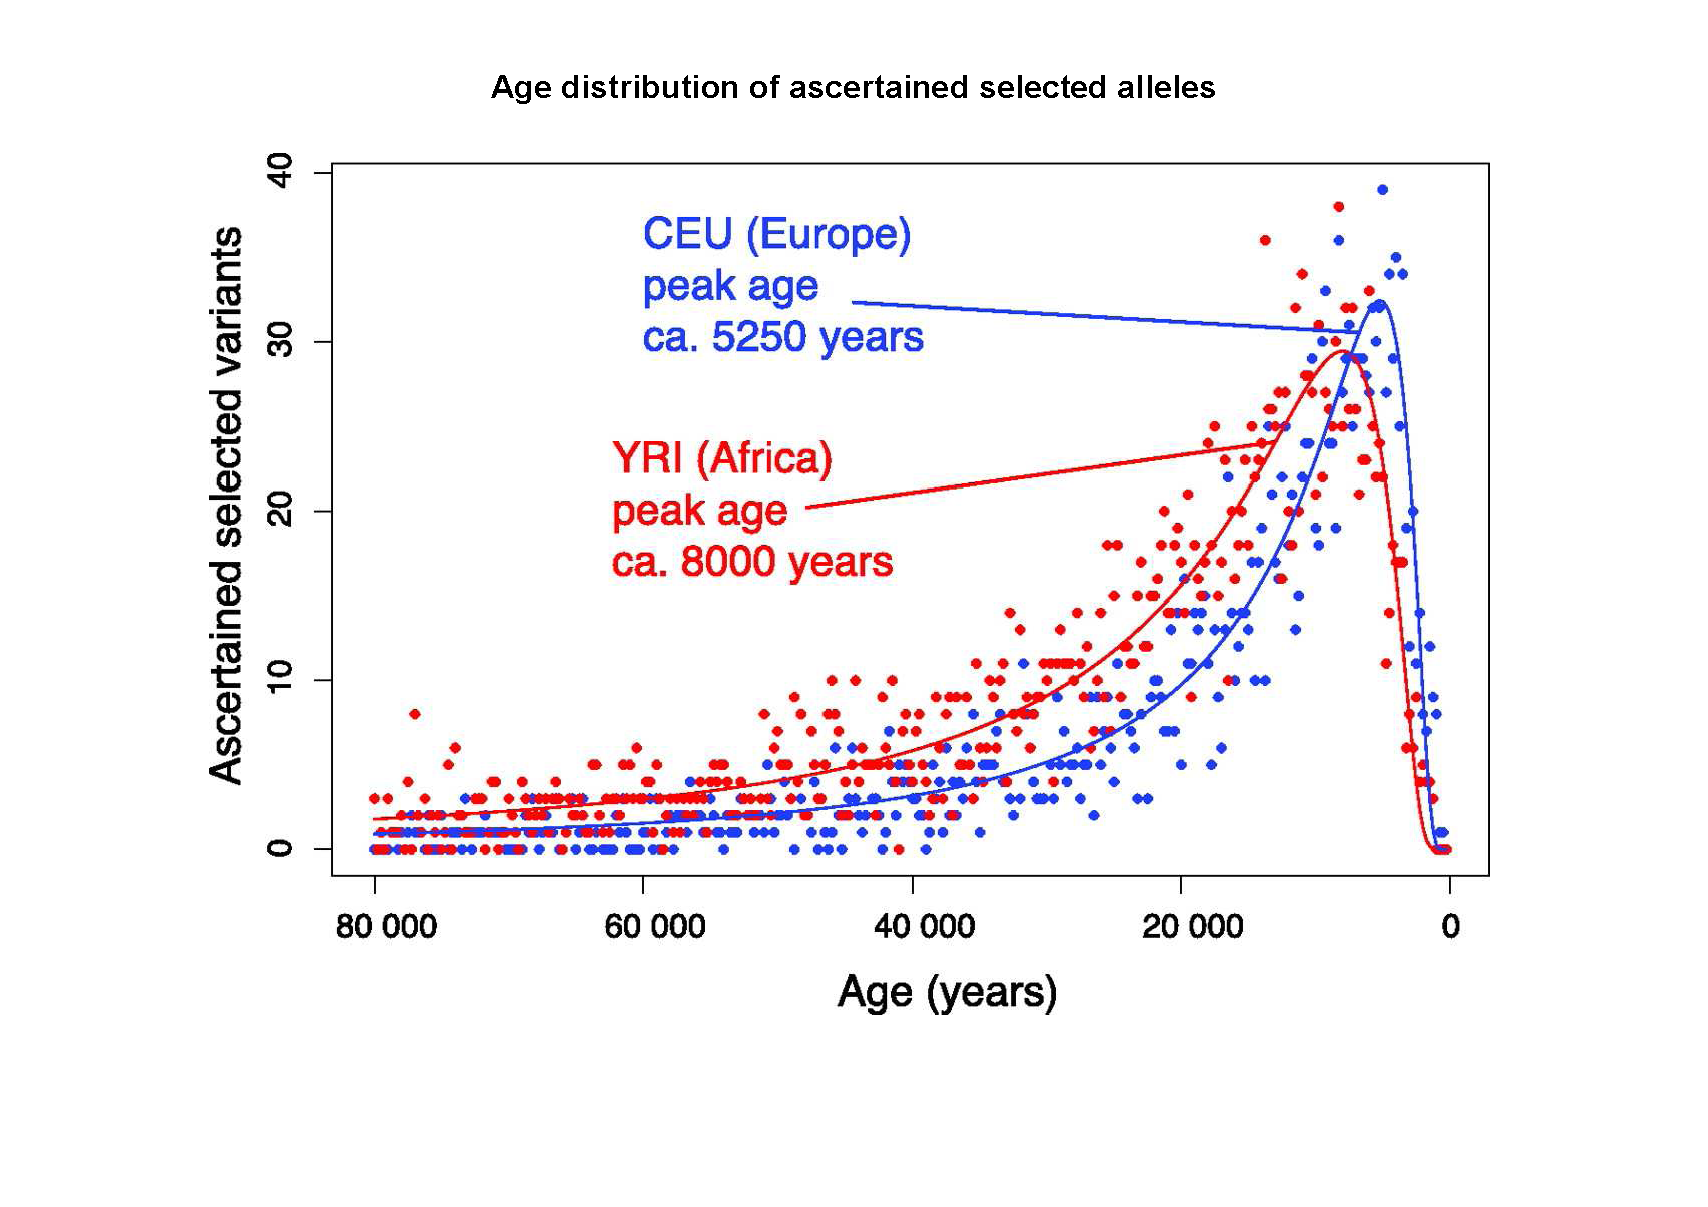 Age distribution of ascertained selected alleles
40
30
20
10
0
Ascertained selected variants
CEU (Europe)
peak age
ca. 5250 years
YRI (Africa)
peak age
ca. 8000 years
80 000
60 000
40 000
20 000
0
Age (years)